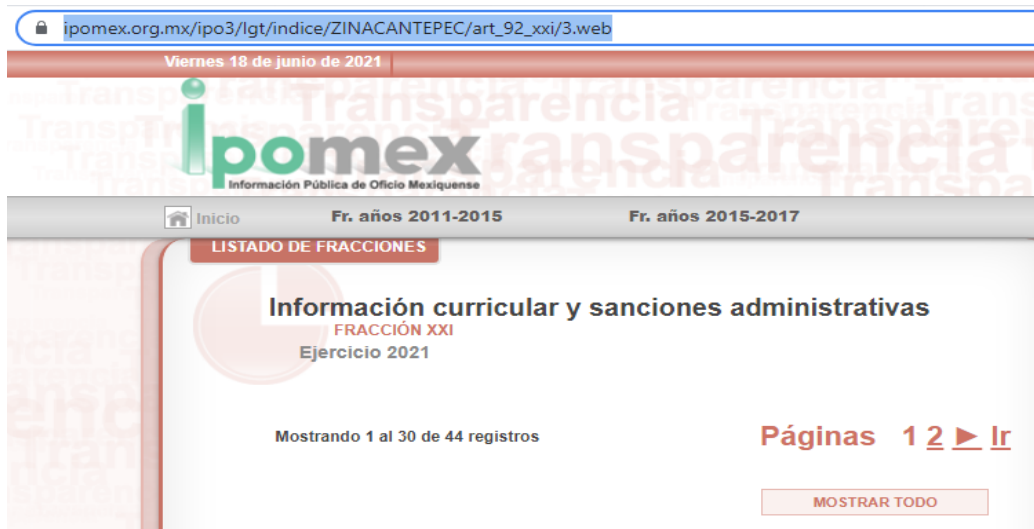 ipomex.org.mx/ipo3/lgt/indice/ZINACANTEPEC/art_92_xxi/3.web
Viernes 18 de junio de 2021
Transparencia
ipomex
Información Pública de Oficio Mexiquense
Inicio Fr. años 2011-2015 Fr. años 2015-2017
LISTADO DE FRACCIONES
Información curricular y sanciones administrativas
FRACCIÓN XXI
Ejercicio 2021
Mostrando 1 al 30 de 44 registros
Páginas 1 2 ► Ir
MOSTRAR TODO